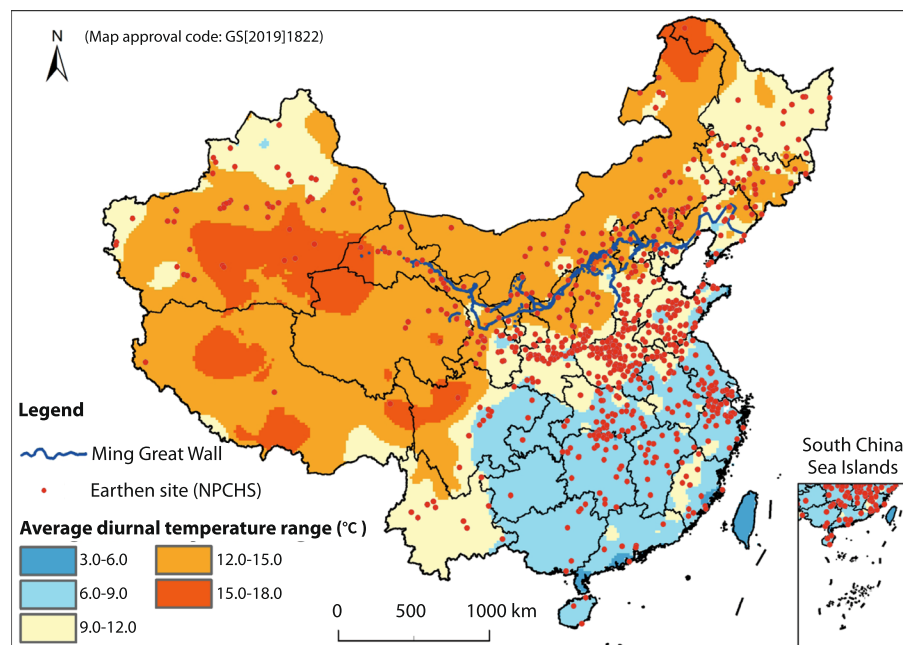 N
(Map approval code: GS[2019]1822)
Legend
Ming Great Wall
Earthen site (NPCHS)
Average diurnal temperature range (°C )
3.0-6.0
12.0-15.0
6.0-9.0
15.0-18.0
9.0-12.0
0 500 1000 km
South China
Sea Islands